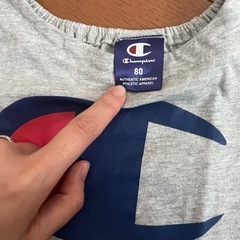 Champion
80
AUTHENTIC AMERICAN
ATHLETIC APPAREL